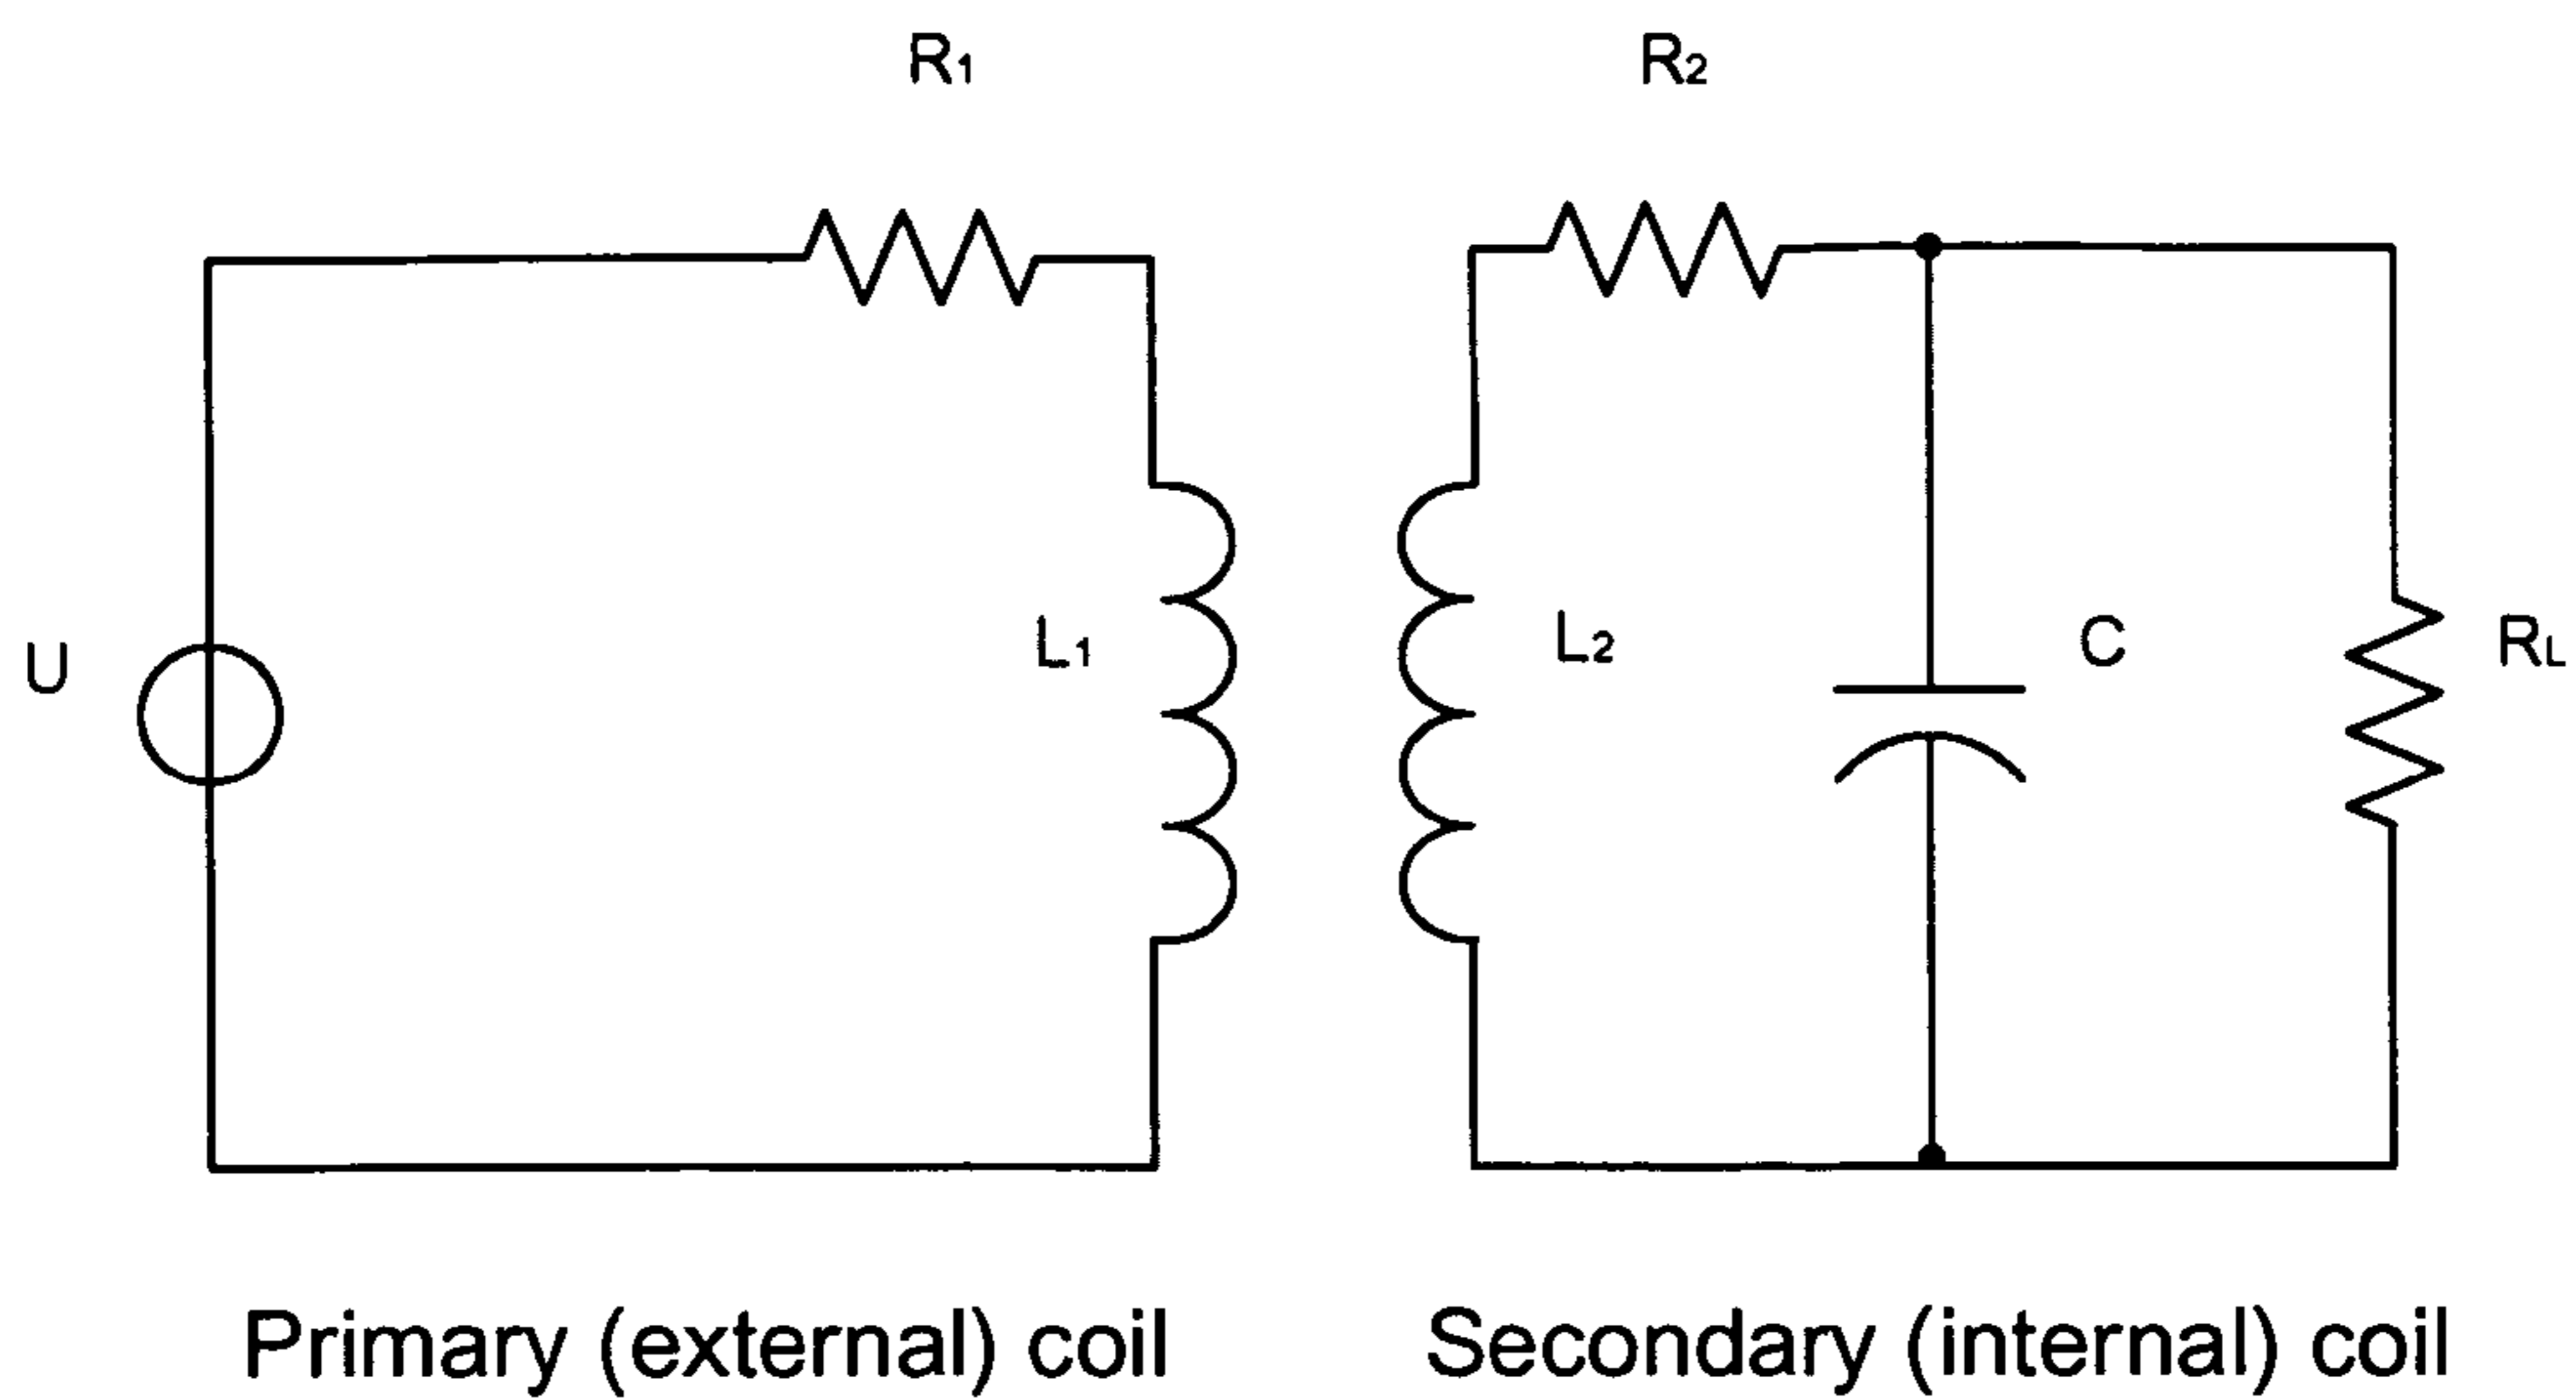 R1 R2
U L1 L2 C RL
Primary (external) coil Secondary (internal) coil